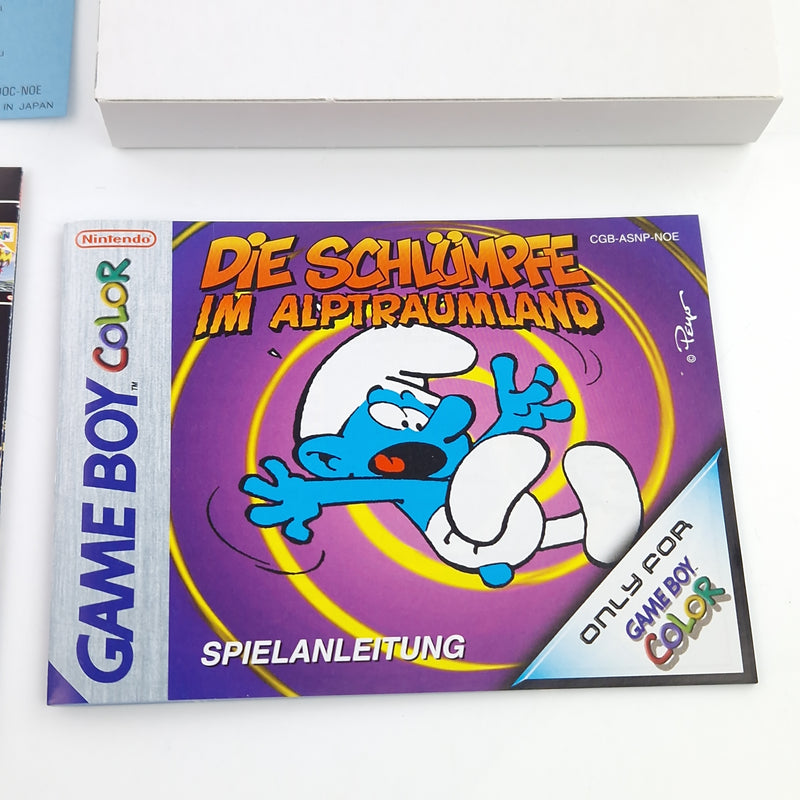 DOC-NOE
IN JAPAN
Nintendo
GAME BOY COLOR
TM
DIE SCHLÜMPFE
IM ALPTRAUMLAND
CGB-ASNP-NOE
© Peyo
SPIELANLEITUNG
ONLY FOR
GAME BOY
COLOR